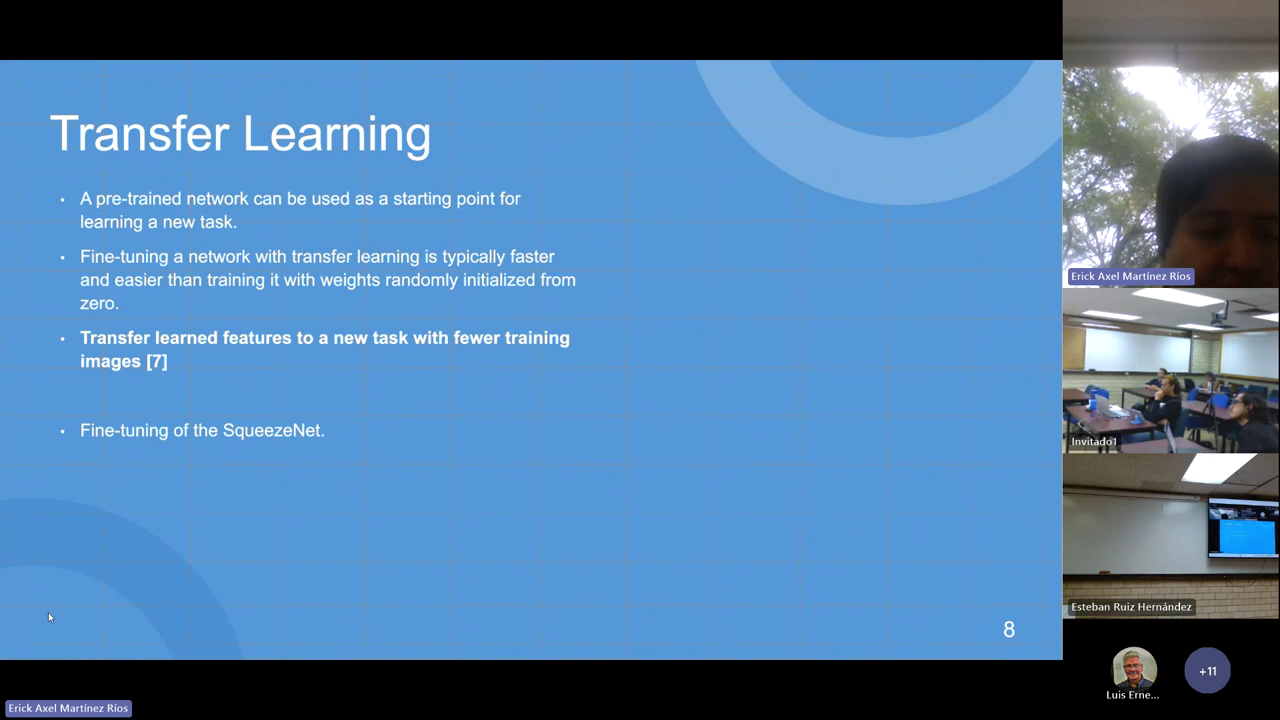 Transfer Learning
• A pre-trained network can be used as a starting point for
learning a new task.
• Fine-tuning a network with transfer learning is typically faster
and easier than training it with weights randomly initialized from
zero.
• Transfer learned features to a new task with fewer training
images [7]
• Fine-tuning of the SqueezeNet.
8
Erick Axel Martínez Ríos
Invitado1
Esteban Ruiz Hernández
Luis Erne...
+11
Erick Axel Martínez Ríos